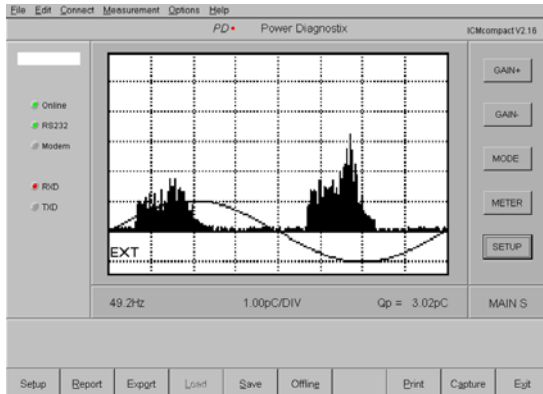 File Edit Connect Measurement Options Help
PD• Power Diagnostix ICMcompact V2.16
GAIN+
Online
RS232
GAIN-
Modem
MODE
RXD
TXD
METER
SETUP
EXT
49.2Hz 1.00pC/DIV Qp = 3.02pC MAIN S
Setup Report Export Load Save Offline Print Capture Exit